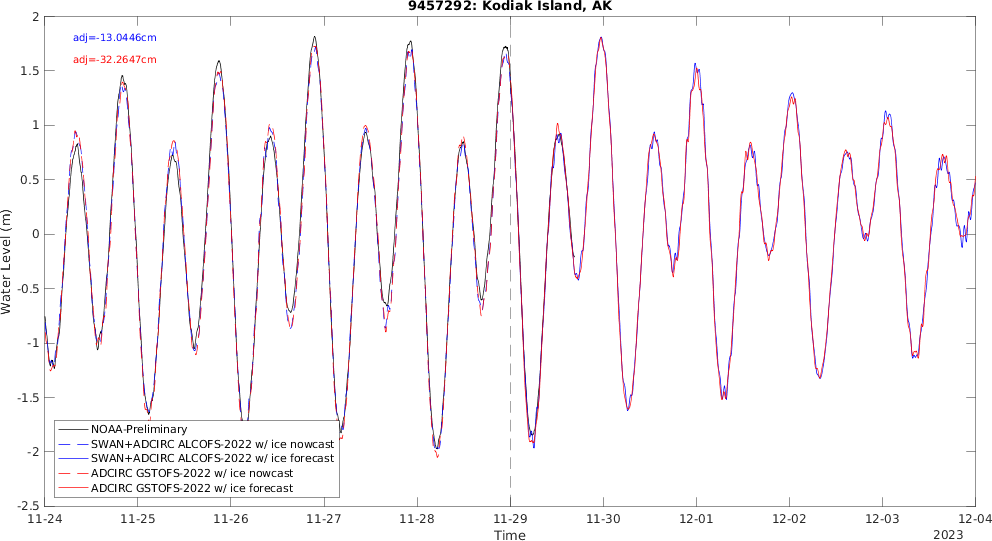 9457292: Kodiak Island, AK
adj=-13.0446cm
adj=-32.2647cm
Water Level (m)
2
1.5
1
0.5
0
-0.5
-1
-1.5
-2
-2.5
NOAA-Preliminary
SWAN+ADCIRC ALCOFS-2022 w/ ice nowcast
SWAN+ADCIRC ALCOFS-2022 w/ ice forecast
ADCIRC GSTOFS-2022 w/ ice nowcast
ADCIRC GSTOFS-2022 w/ ice forecast
11-24 11-25 11-26 11-27 11-28 11-29 11-30 12-01 12-02 12-03 12-04
Time
2023